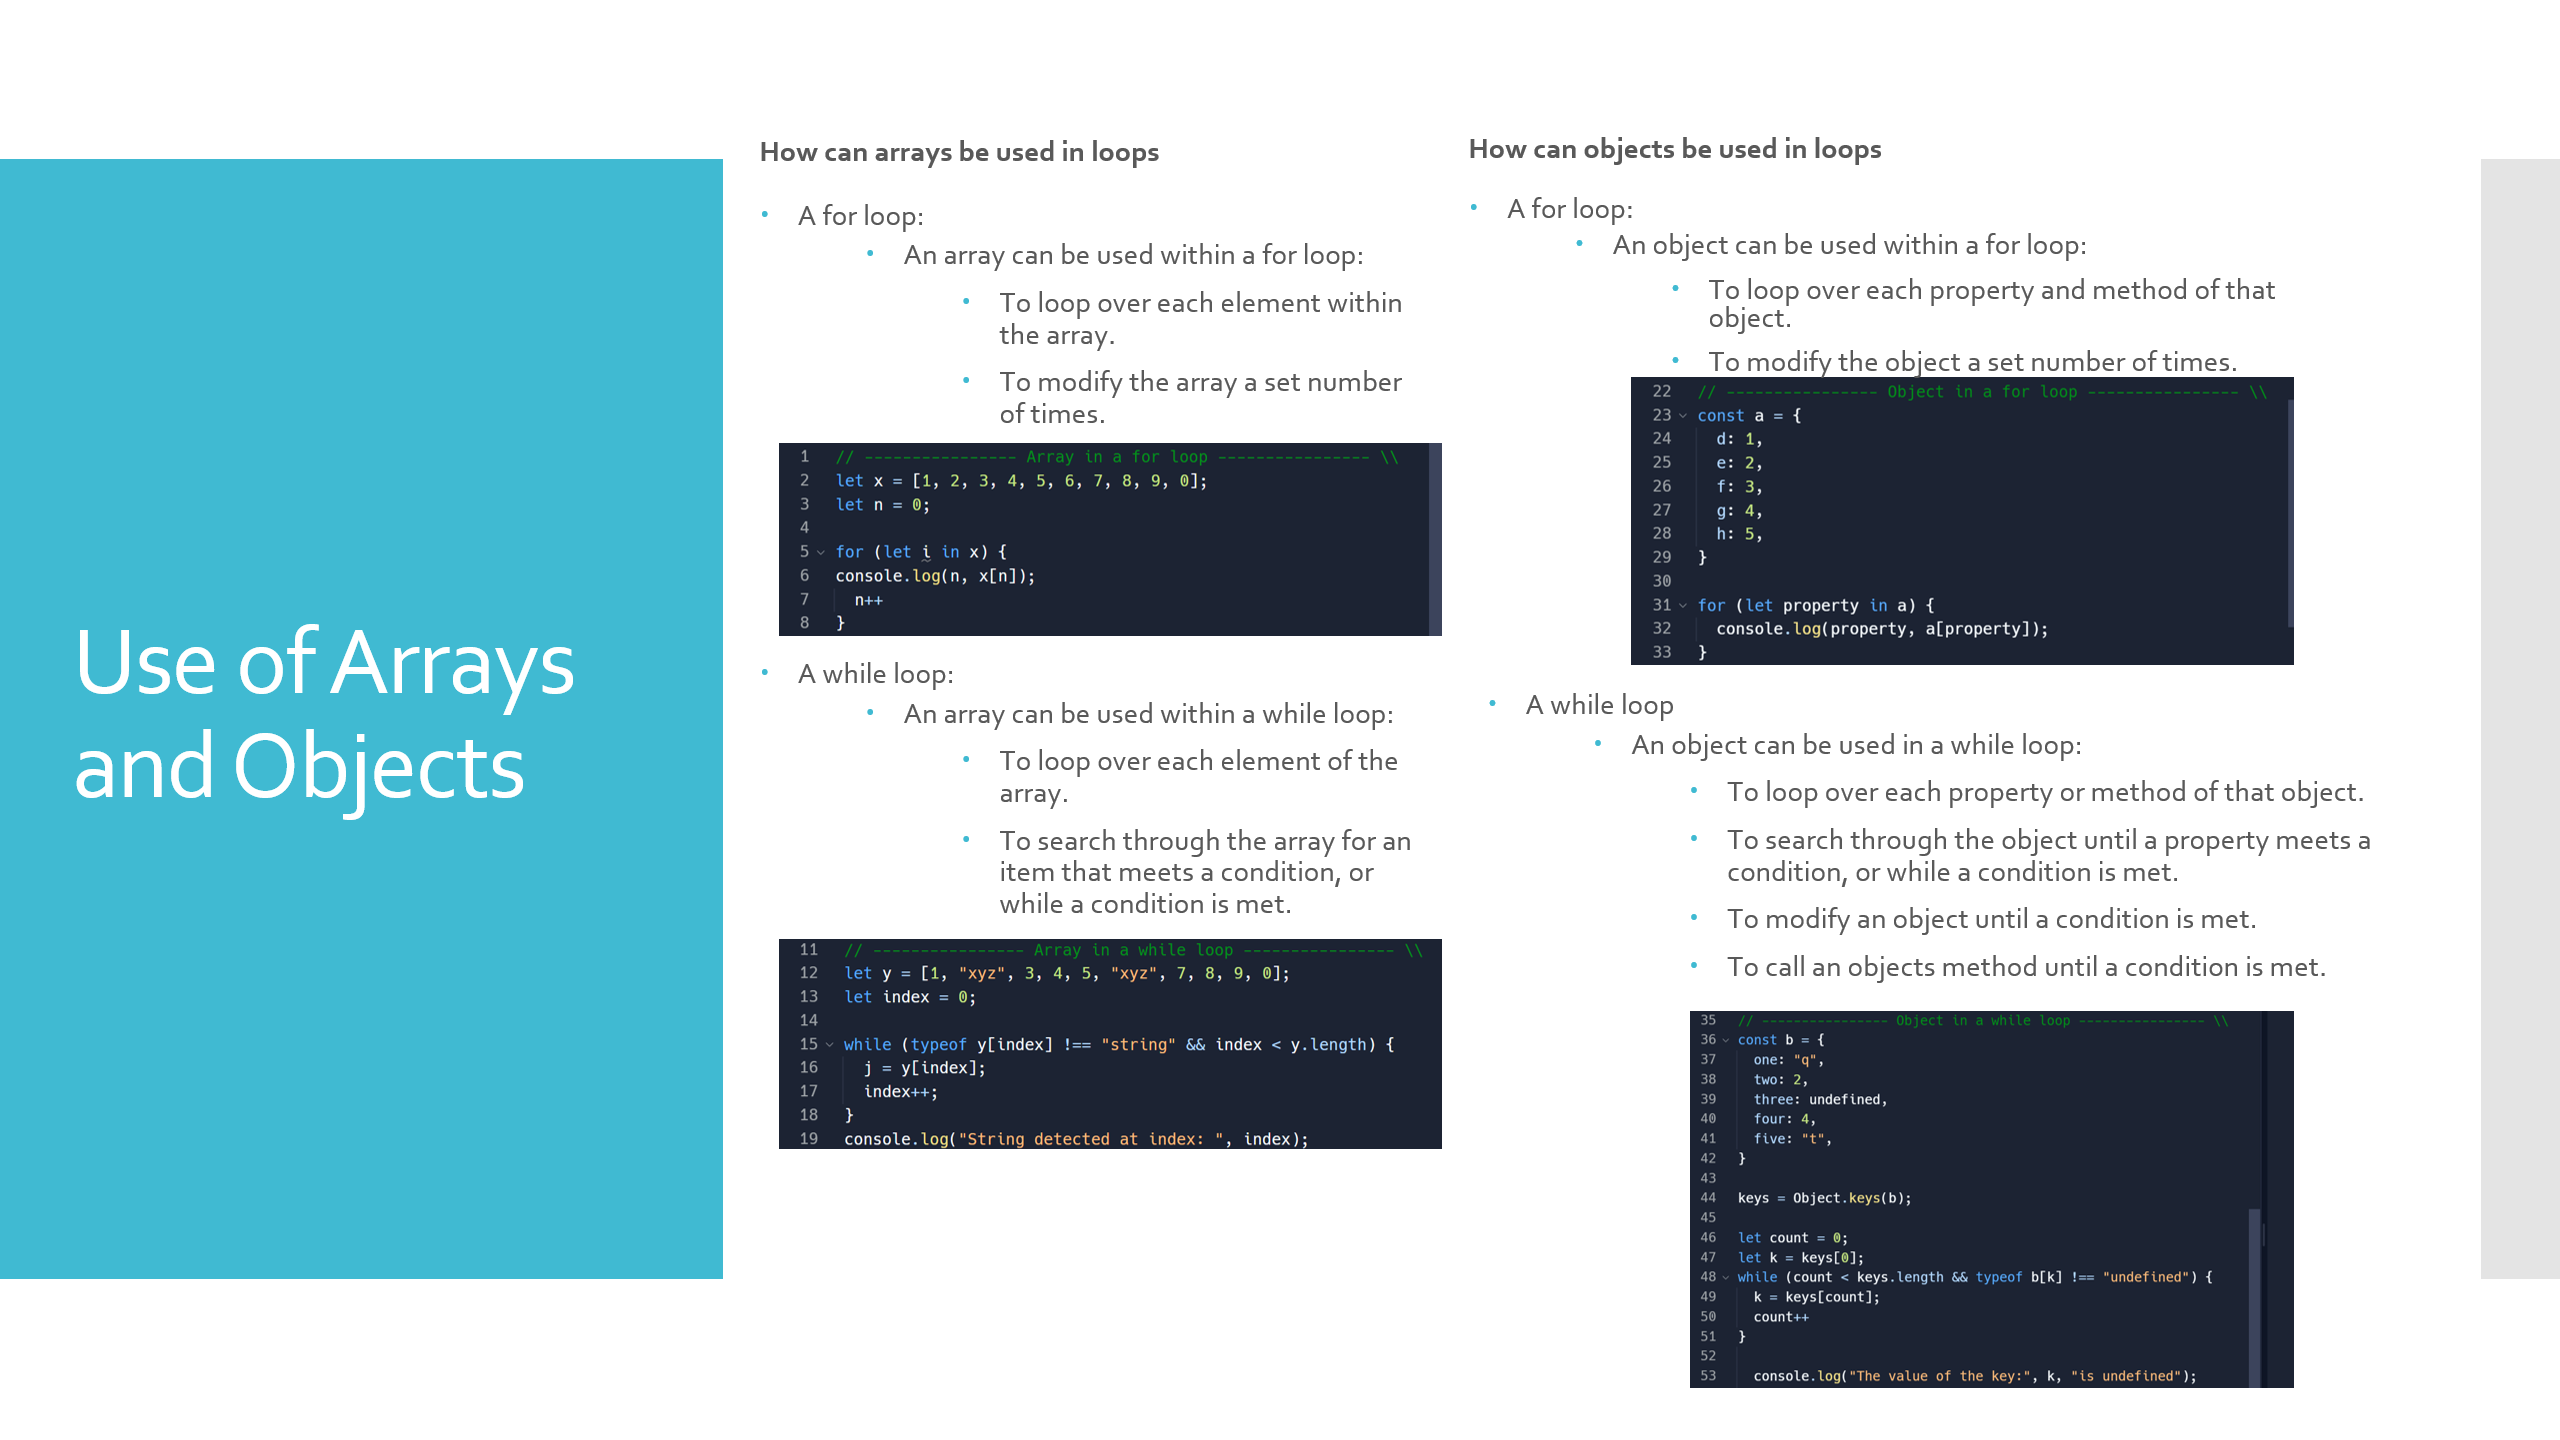 Use of Arrays
and Objects
How can arrays be used in loops
• A for loop:
• An array can be used within a for loop:
• To loop over each element within
the array.
• To modify the array a set number
of times.
1 // ---------------- Array in a for loop ---------------- \\
2 let x = [1, 2, 3, 4, 5, 6, 7, 8, 9, 0];
3 let n = 0;
4
5 for (let i in x) {
6 console.log(n, x[n]);
7 n++
8 }
• A while loop:
• An array can be used within a while loop:
• To loop over each element of the
array.
• To search through the array for an
item that meets a condition, or
while a condition is met.
11 // ---------------- Array in a while loop ---------------- \\
12 let y = [1, "xyz", 3, 4, 5, "xyz", 7, 8, 9, 0];
13 let index = 0;
14
15 while (typeof y[index] !== "string" && index < y.length) {
16 j = y[index];
17 index++;
18 }
19 console.log("String detected at index: ", index);
How can objects be used in loops
• A for loop:
• An object can be used within a for loop:
• To loop over each property and method of that
object.
• To modify the object a set number of times.
22 // ---------------- Object in a for loop ---------------- \\
23 const a = {
24 d: 1,
25 e: 2,
26 f: 3,
27 g: 4,
28 h: 5,
29 }
30
31 for (let property in a) {
32 console.log(property, a[property]);
33 }
• A while loop
• An object can be used in a while loop:
• To loop over each property or method of that object.
• To search through the object until a property meets a
condition, or while a condition is met.
• To modify an object until a condition is met.
• To call an objects method until a condition is met.
35 // ---------------- Object in a while loop ---------------- \\
36 const b = {
37 one: "q",
38 two: 2,
39 three: undefined,
40 four: 4,
41 five: "t",
42 }
43
44 keys = Object.keys(b);
45
46 let count = 0;
47 let k = keys[0];
48 while (count < keys.length && typeof b[k] !== "undefined") {
49 k = keys[count];
50 count++
51 }
52
53 console.log("The value of the key:", k, "is undefined");